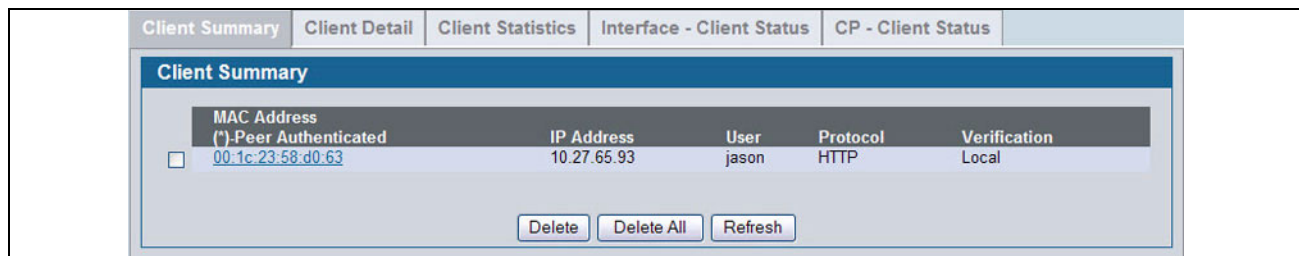 Client Summary Client Detail Client Statistics Interface - Client Status CP - Client Status
Client Summary
MAC Address
(*)-Peer Authenticated IP Address User Protocol Verification
00:1c:23:58:d0:63 10.27.65.93 jason HTTP Local
Delete Delete All Refresh